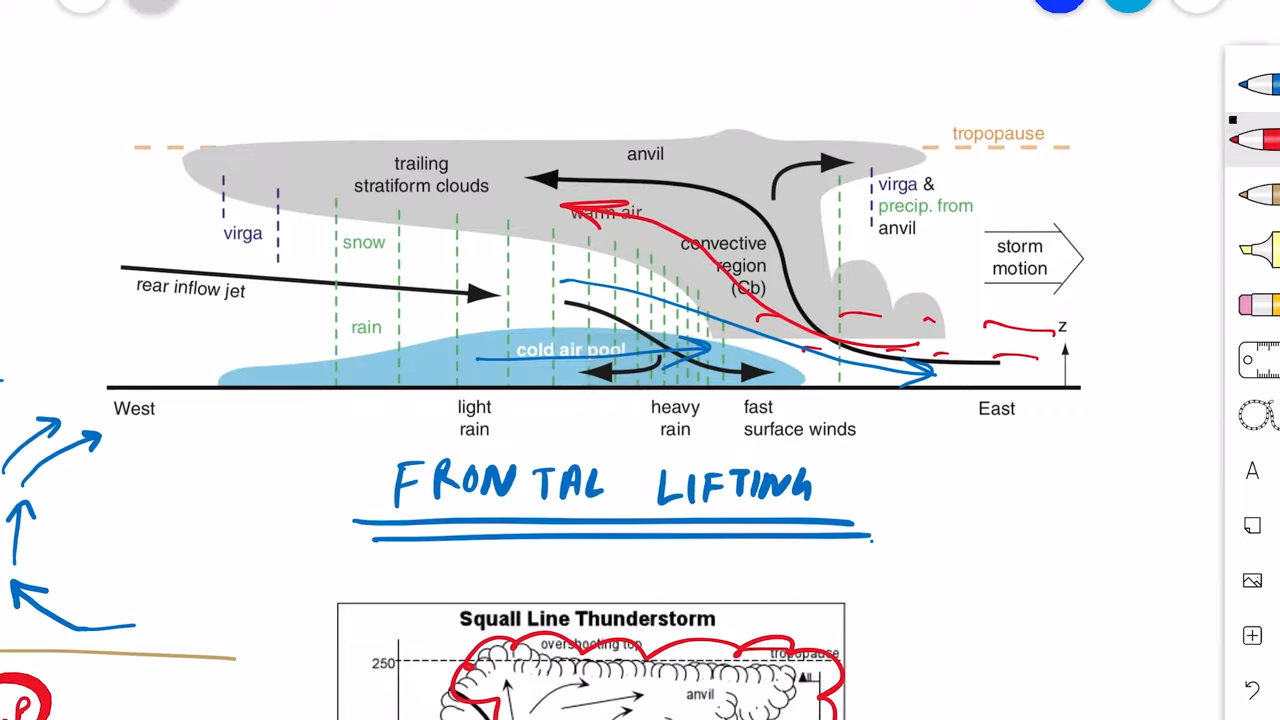 tropopause
anvil
trailing
stratiform clouds
virga &
precip. from
anvil
warm air
virga
snow
convective
region
(Cb)
storm
motion
rear inflow jet
rain
z
cold air pool
West
light
rain
heavy
rain
fast
surface winds
East
FRONTAL LIFTING
Squall Line Thunderstorm
overshooting top
tropopause
250
anvil
P
A